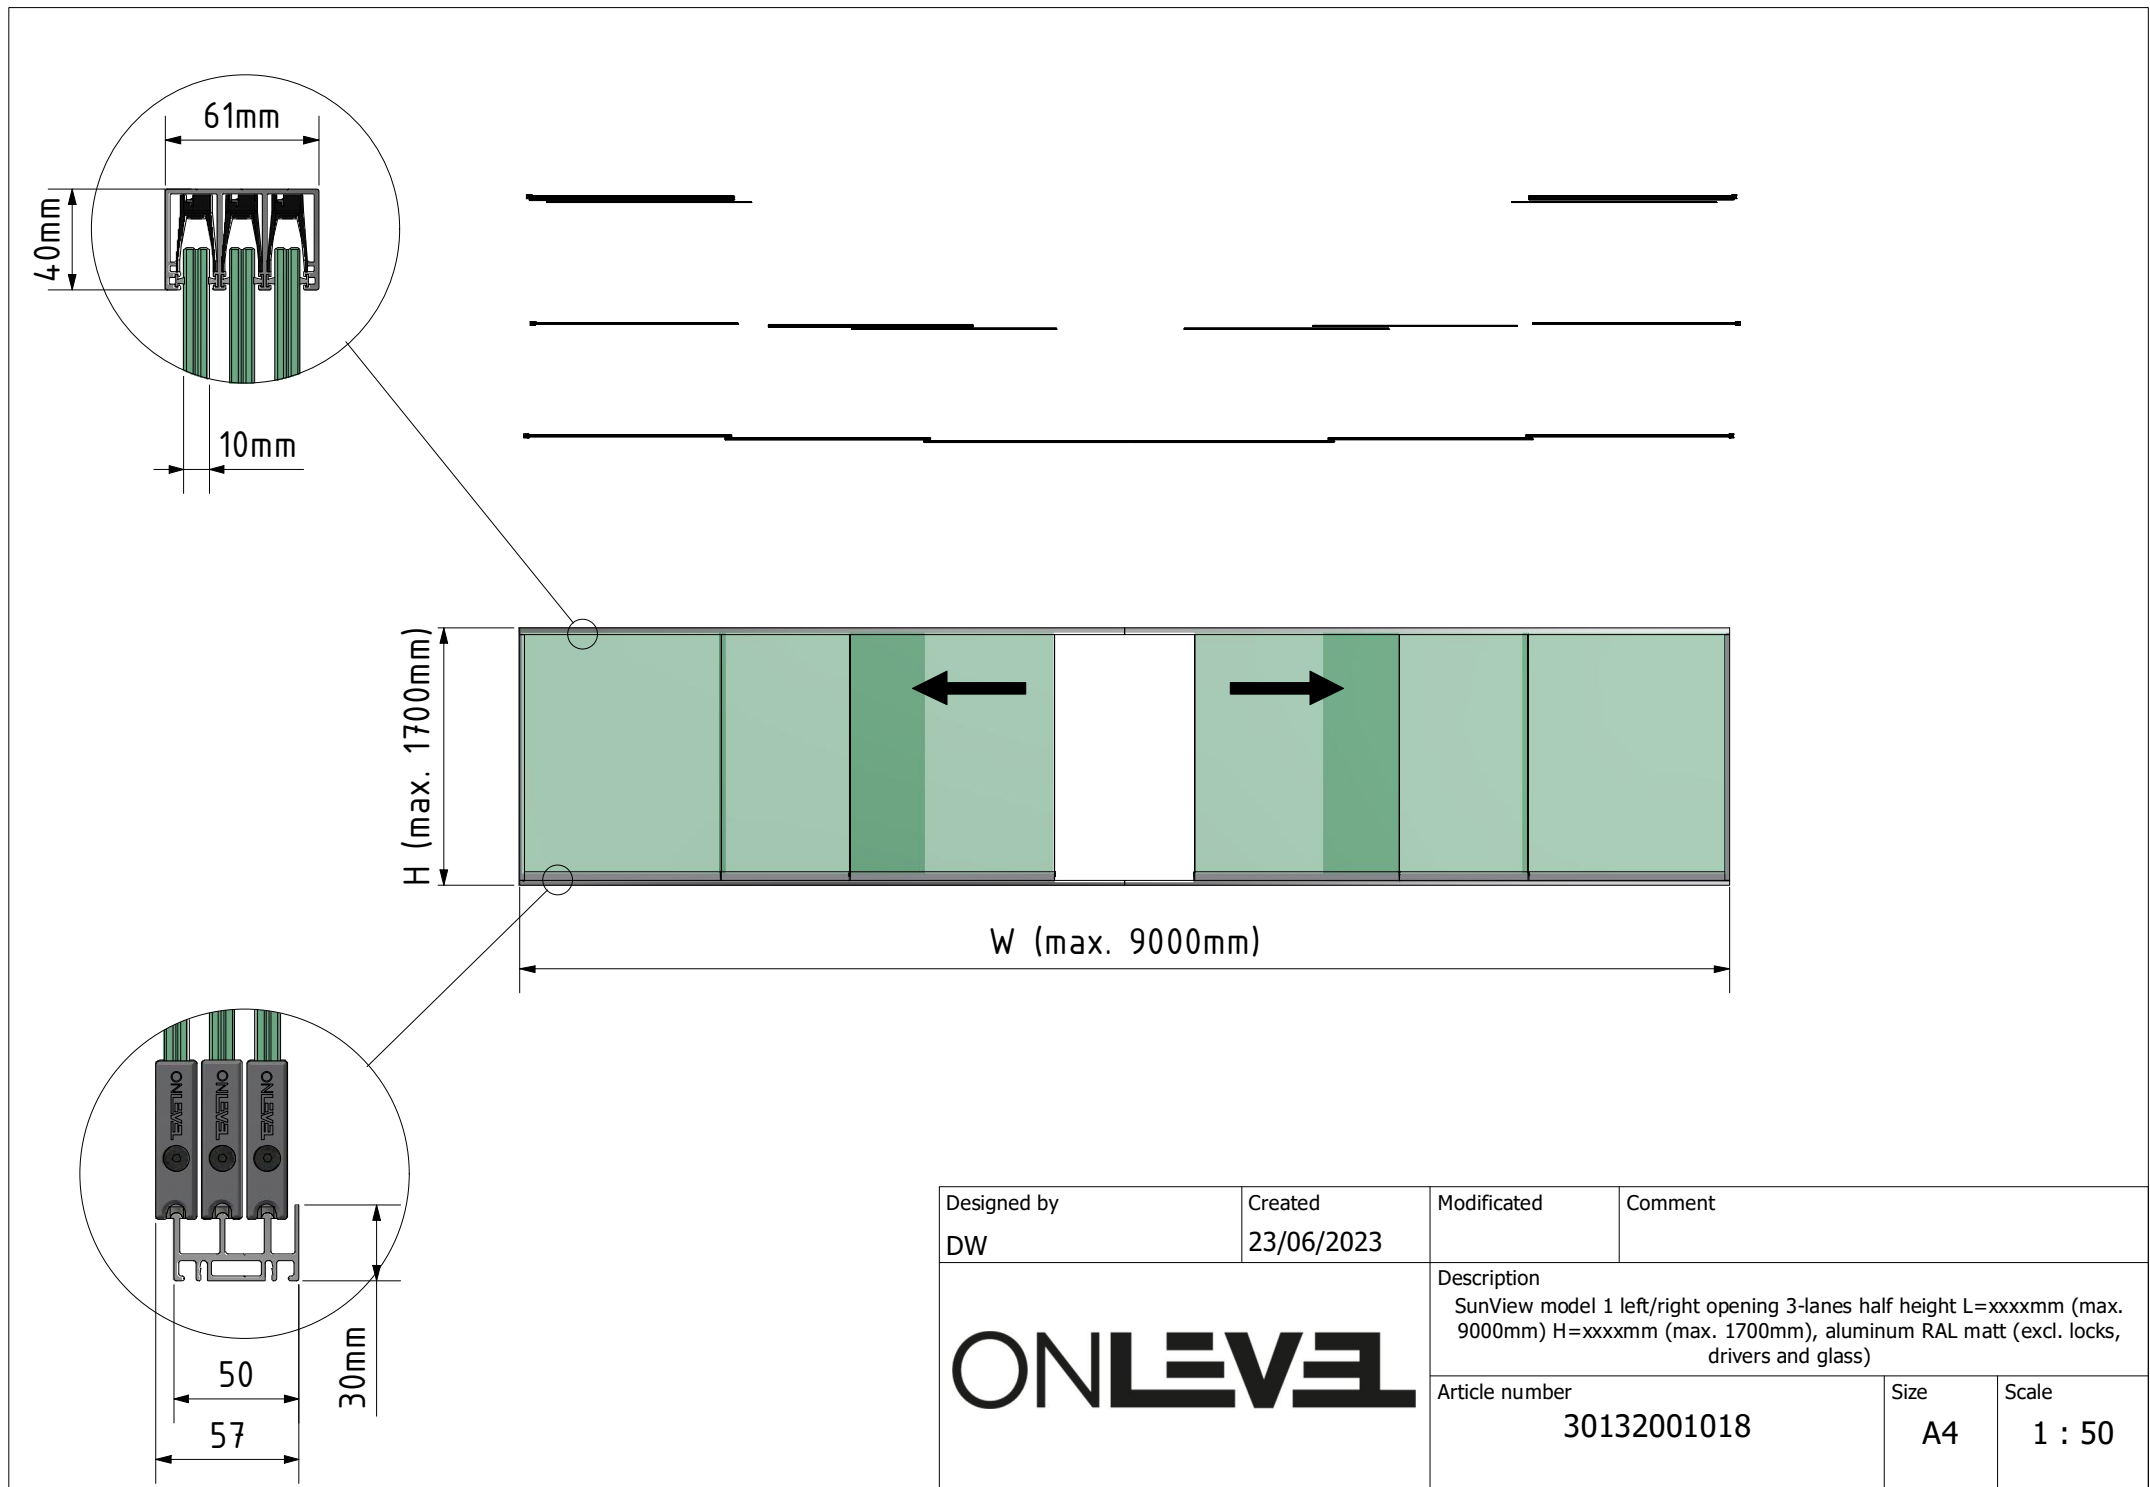 61mm
40mm
10mm
H (max. 1700mm)
W (max. 9000mm)
ONLEVEL
ONLEVEL
ONLEVEL
30mm
50
57
Designed by
DW
Created
23/06/2023
Modificated
Comment
ONLEVEL
Description
SunView model 1 left/right opening 3-lanes half height L=xxxxmm (max.
9000mm) H=xxxxmm (max. 1700mm), aluminum RAL matt (excl. locks,
drivers and glass)
Article number
30132001018
Size
A4
Scale
1 : 50